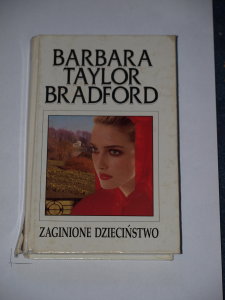 BARBARA
TAYLOR
BRADFORD
ZAGINIONE DZIECIŃSTWO